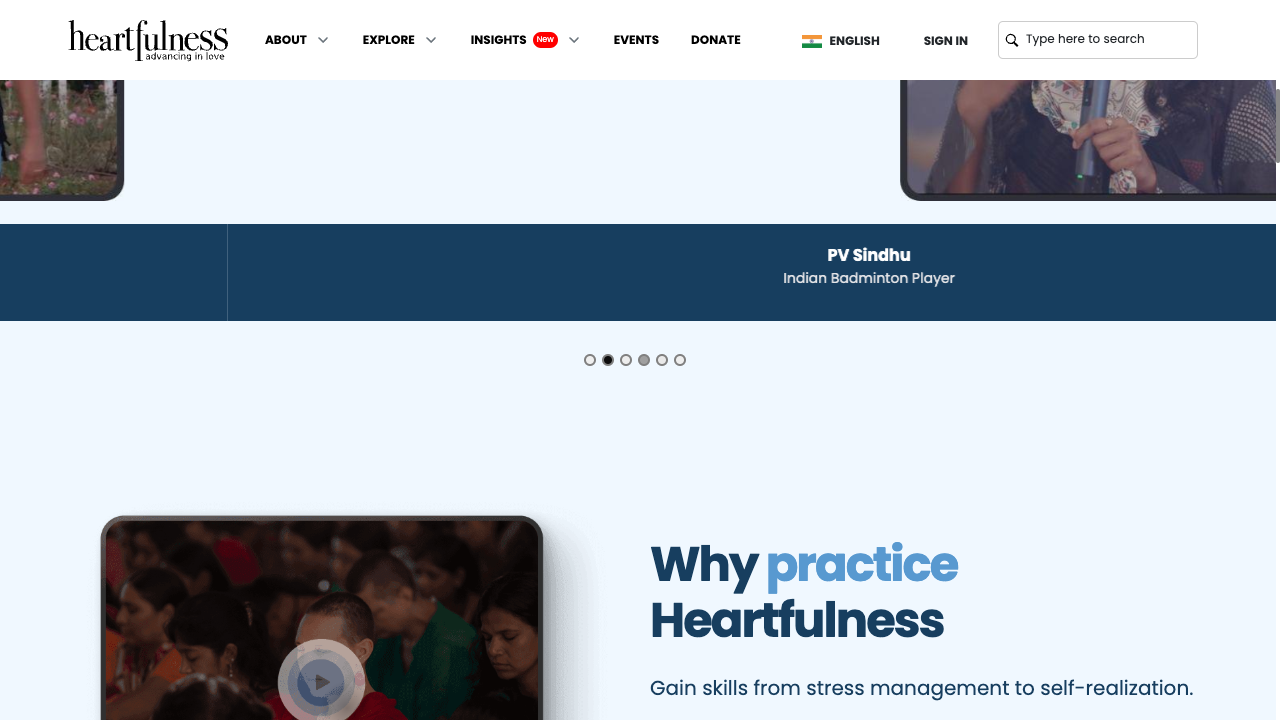 heartfulness
advancing in love
ABOUT
EXPLORE
INSIGHTS New
EVENTS
DONATE
ENGLISH
SIGN IN
Type here to search
PV Sindhu
Indian Badminton Player
Why practice
Heartfulness
Gain skills from stress management to self-realization.